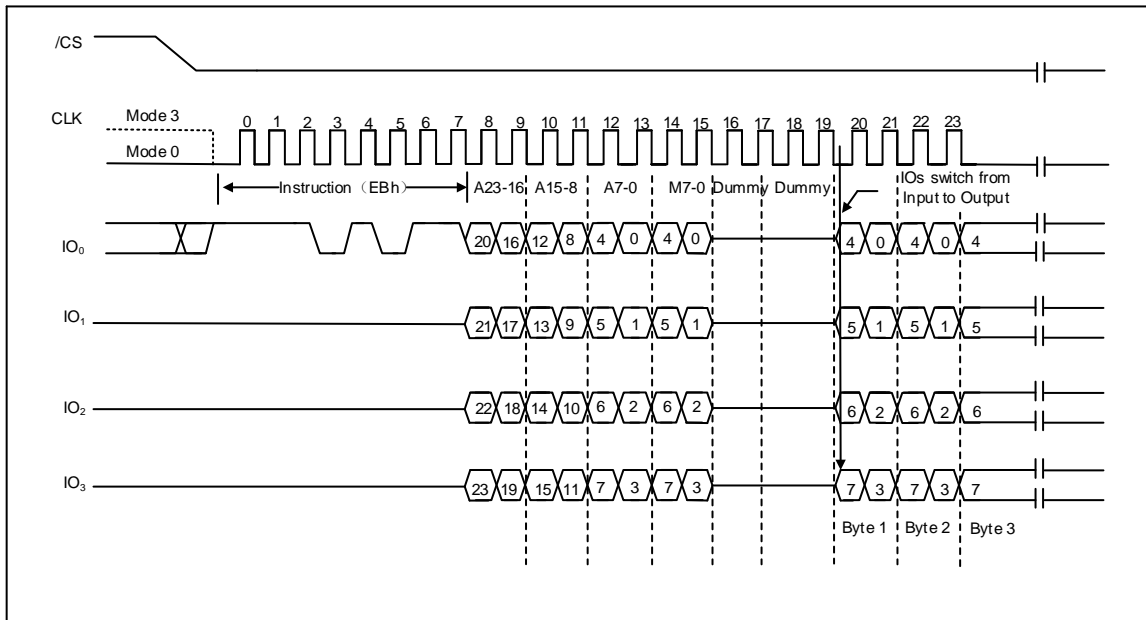 /CS
CLK Mode 3
Mode 0
0 1 2 3 4 5 6 7 8 9 10 11 12 13 14 15 16 17 18 19 20 21 22 23
Instruction（EBh） A23-16 A15-8 A7-0 M7-0 Dummy Dummy
IOs switch from
Input to Output
IO0 20 16 12 8 4 0 4 0 4 0 4 0 4
IO1 21 17 13 9 5 1 5 1 5 1 5 1 5
IO2 22 18 14 10 6 2 6 2 6 2 6 2 6
IO3 23 19 15 11 7 3 7 3 7 3 7 3 7
Byte 1 Byte 2 Byte 3